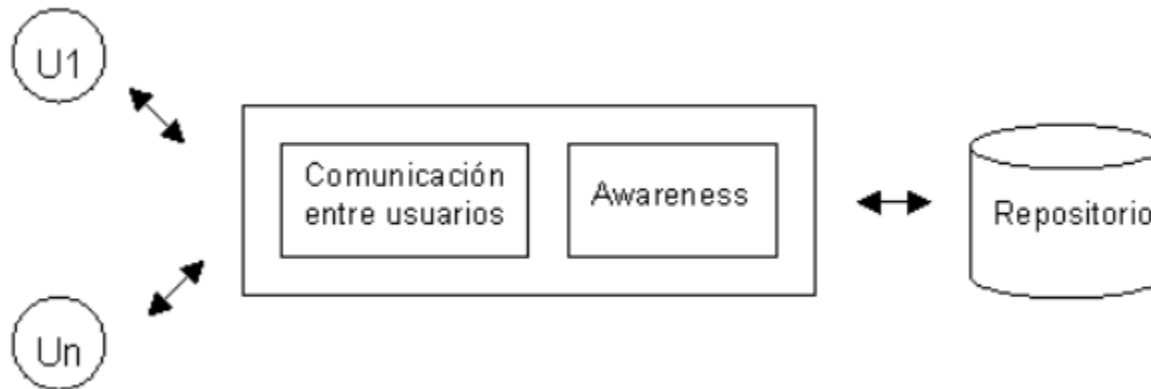 U1
Comunicación
entre usuarios
Awareness
Repositorio
Un